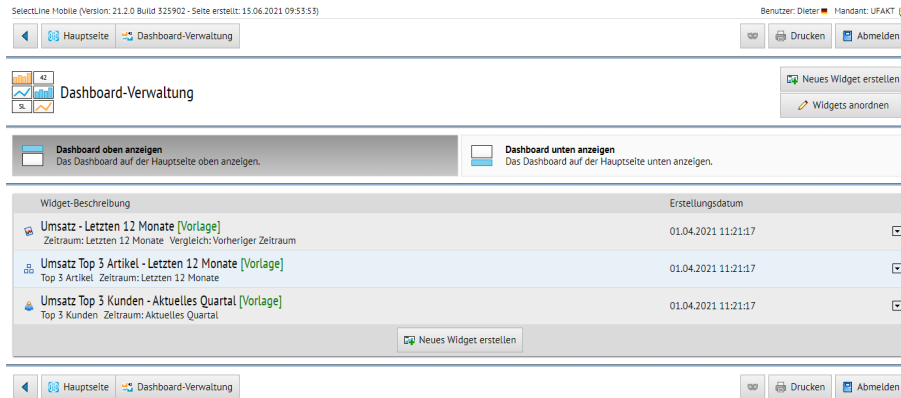 SelectLine Mobile (Version: 21.2.0 Build 325902 - Seite erstellt: 15.06.2021 09:53:53) Benutzer: Dieter Mandant: UFAKT
Hauptseite Dashboard-Verwaltung Drucken Abmelden
42
SL
Dashboard-Verwaltung
Neues Widget erstellen
Widgets anordnen
Dashboard oben anzeigen
Das Dashboard auf der Hauptseite oben anzeigen.
Dashboard unten anzeigen
Das Dashboard auf der Hauptseite unten anzeigen.
Widget-Beschreibung Erstellungsdatum
Umsatz - Letzten 12 Monate [Vorlage]
Zeitraum: Letzten 12 Monate Vergleich: Vorheriger Zeitraum
01.04.2021 11:21:17
Umsatz Top 3 Artikel - Letzten 12 Monate [Vorlage]
Top 3 Artikel Zeitraum: Letzten 12 Monate
01.04.2021 11:21:17
Umsatz Top 3 Kunden - Aktuelles Quartal [Vorlage]
Top 3 Kunden Zeitraum: Aktuelles Quartal
01.04.2021 11:21:17
Neues Widget erstellen
Hauptseite Dashboard-Verwaltung Drucken Abmelden